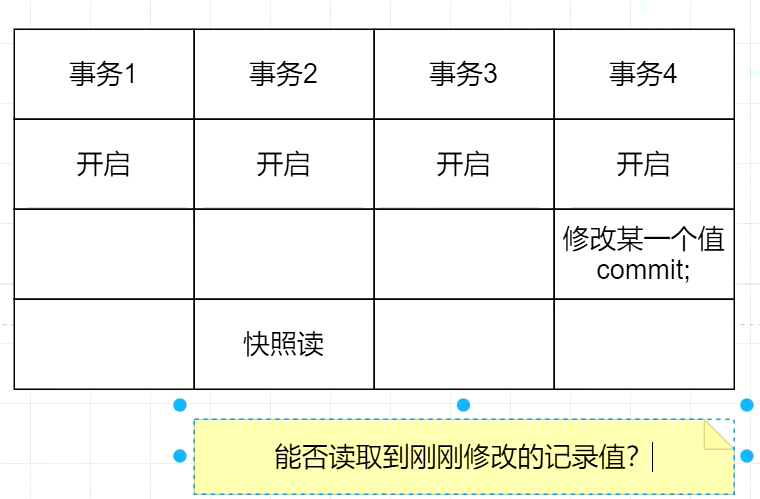 事务1 事务2 事务3 事务4
开启 开启 开启 开启
修改某一个值
commit;
快照读
能否读取到刚刚修改的记录值?